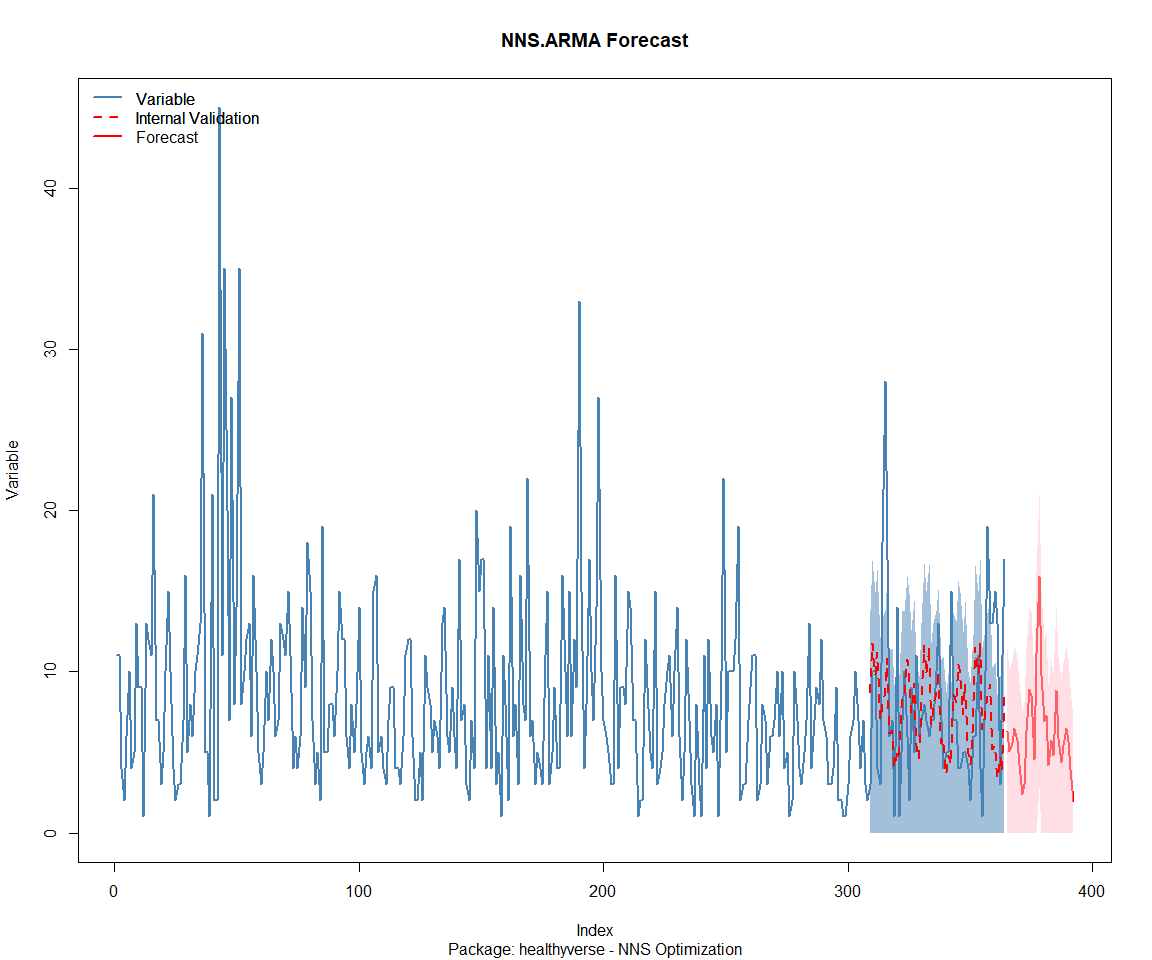 NNS.ARMA Forecast
Variable
Internal Validation
Forecast
40
30
20
10
0
Variable
0
100
200
300
400
Index
Package: healthyverse - NNS Optimization